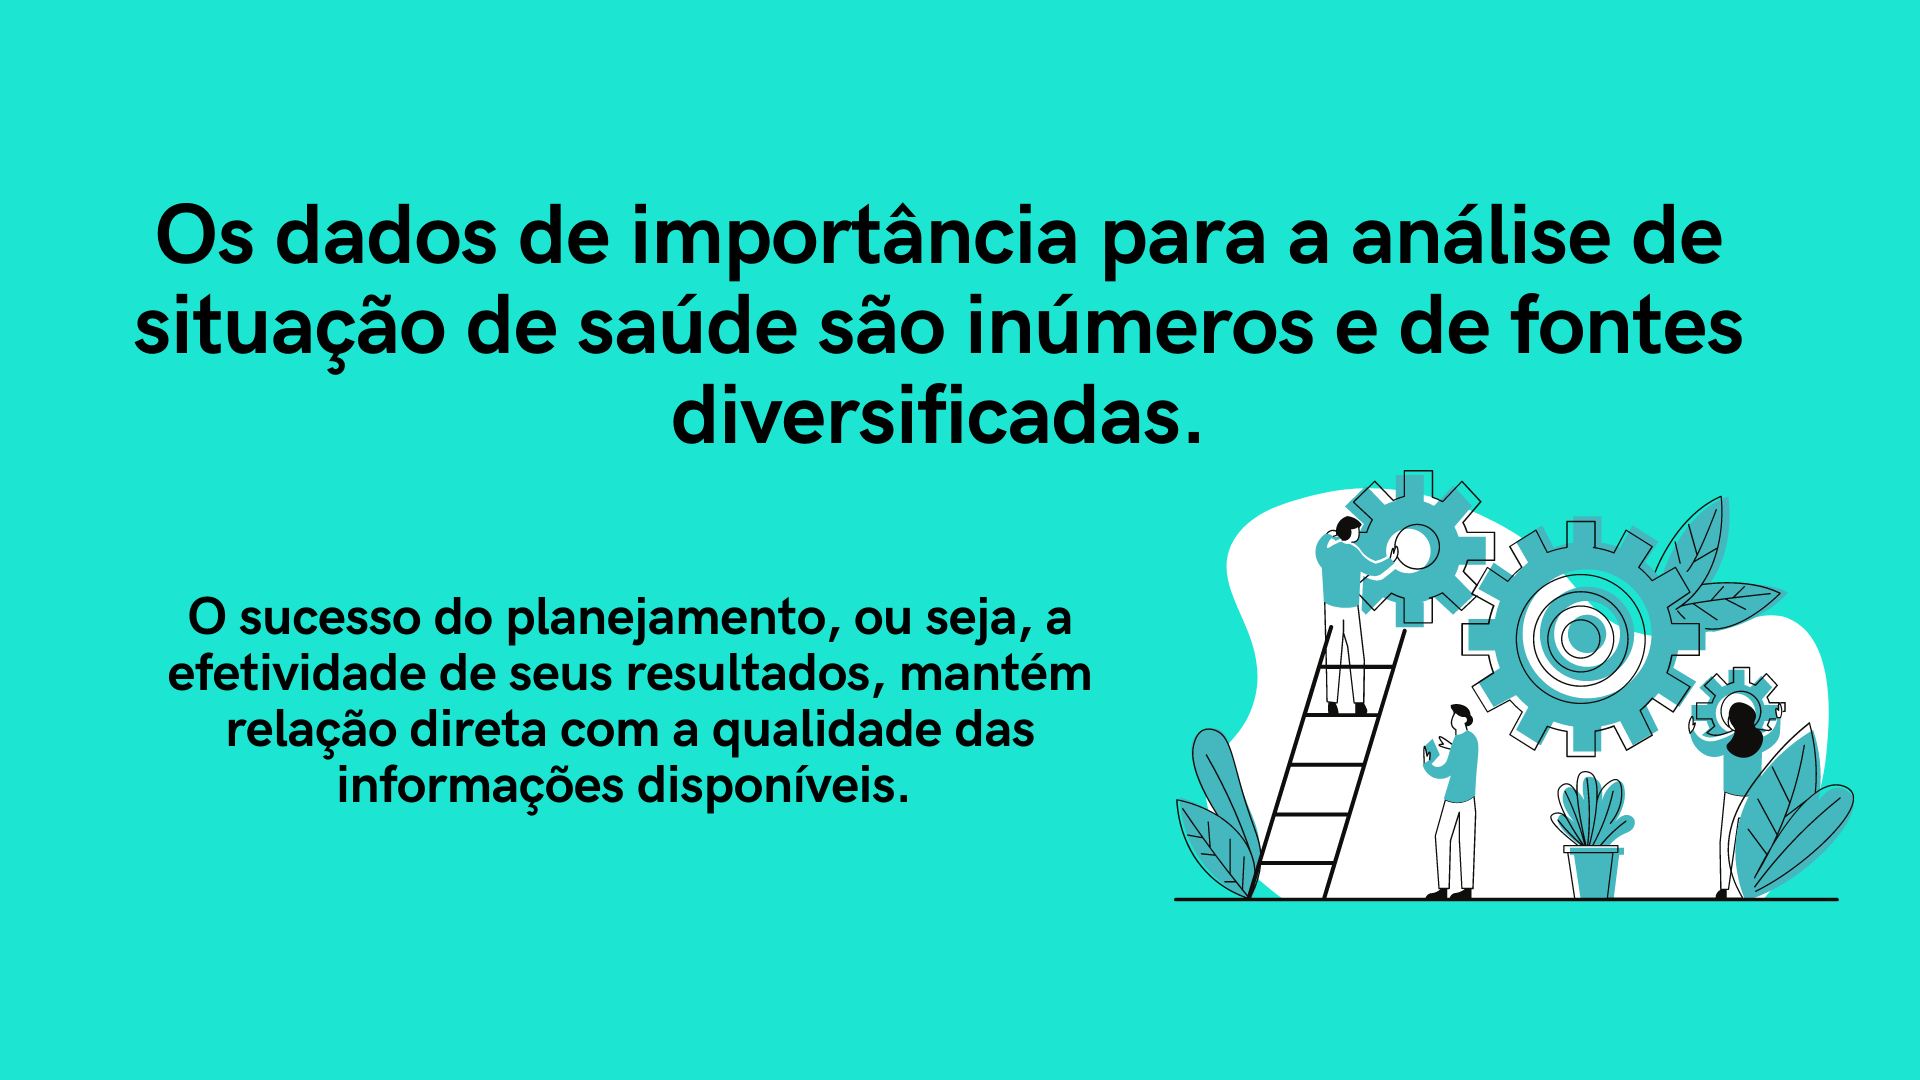 Os dados de importância para a análise de
situação de saúde são inúmeros e de fontes
diversificadas.
O sucesso do planejamento, ou seja, a
efetividade de seus resultados, mantém
relação direta com a qualidade das
informações disponíveis.